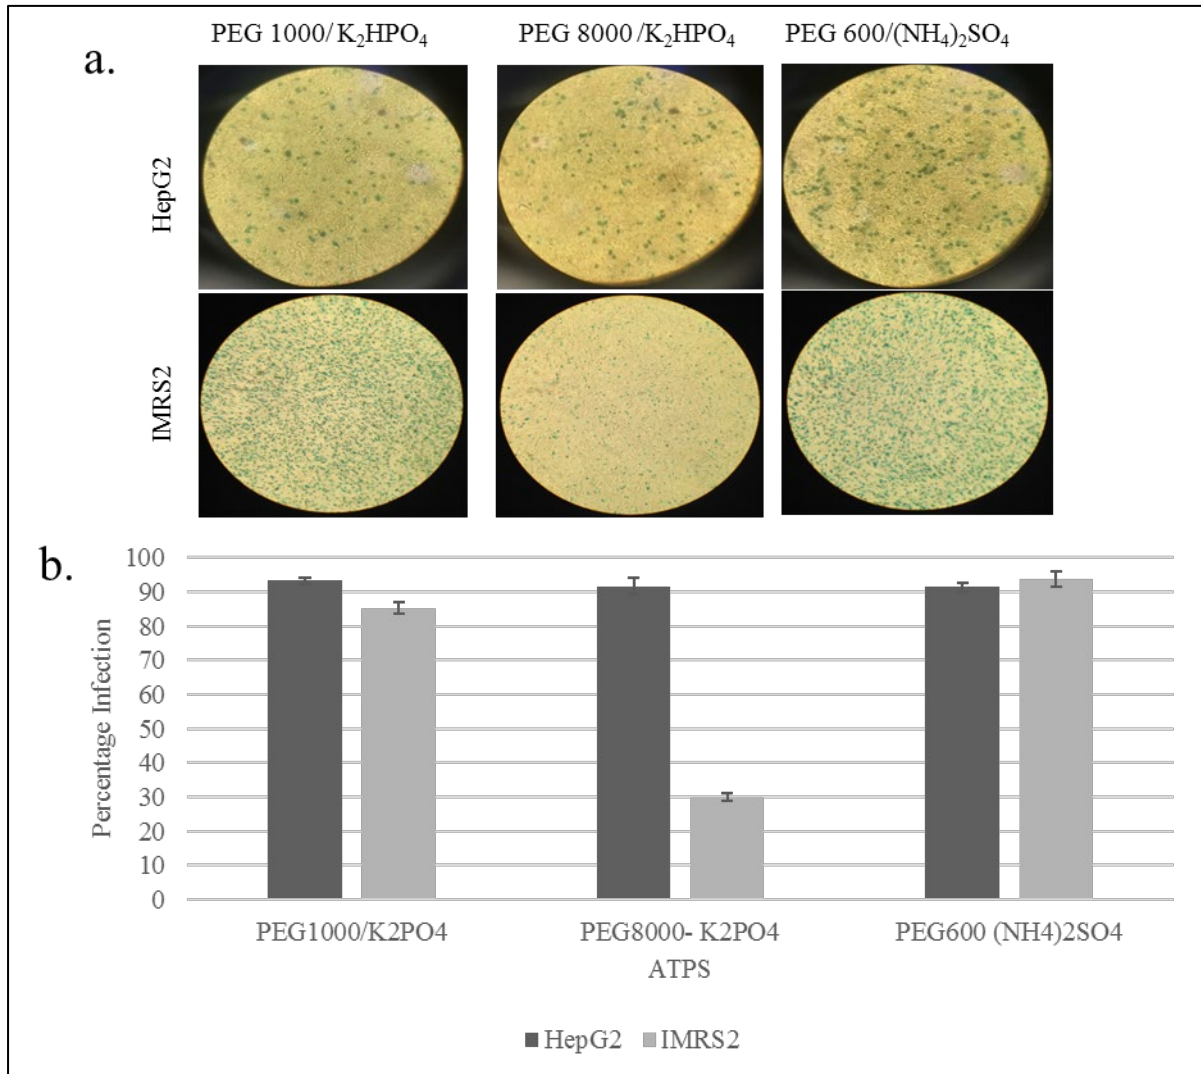 PEG 1000/ K₂HPO₄ PEG 8000 /K₂HPO₄ PEG 600/(NH₄)₂SO₄
a.
HepG2
IMRS2
b.
100
90
80
70
60
50
40
30
20
10
0
Percentage Infection
PEG1000/K2PO4 PEG8000- K2PO4 PEG600 (NH4)2SO4
ATPS
HepG2 IMRS2